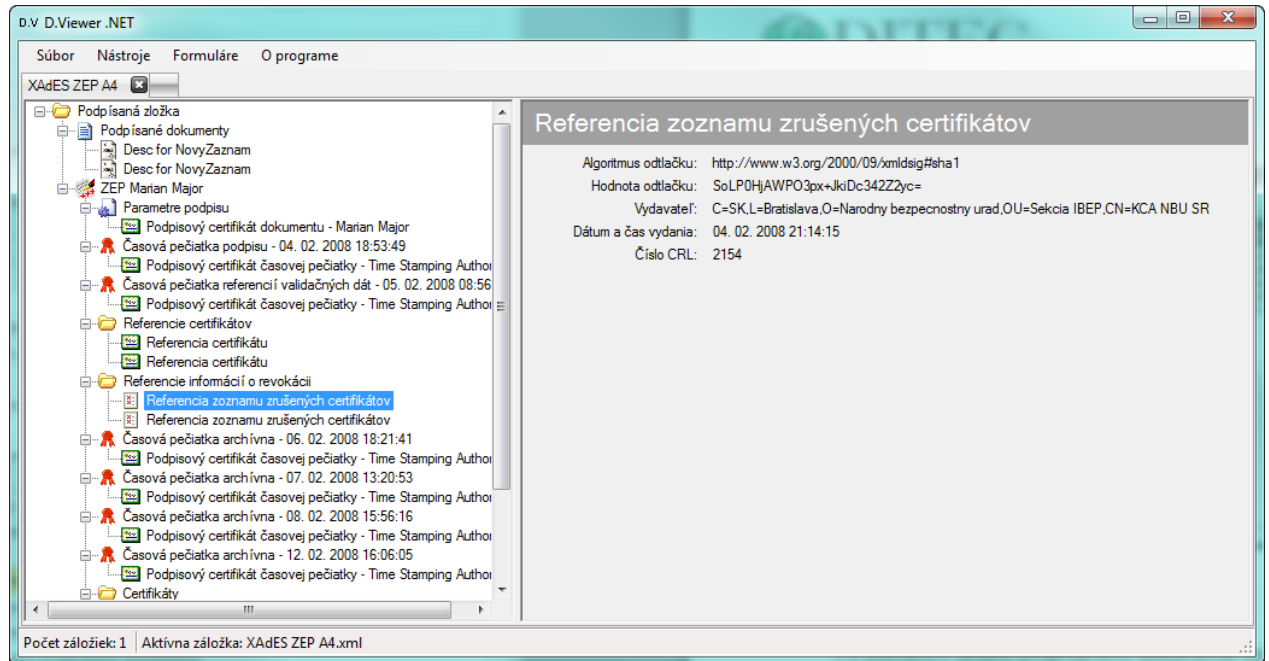 D.V D.Viewer .NET
DITEC
Súbor Nástroje Formuláre O programe
XAdES ZEP A4
Podpísaná zložka
Podpísané dokumenty
Desc for NovyZaznam
Desc for NovyZaznam
ZEP Marian Major
Parametre podpisu
Podpisový certifikát dokumentu - Marian Major
Časová pečiatka podpisu - 04. 02. 2008 18:53:49
Podpisový certifikát časovej pečiatky - Time Stamping Author
Časová pečiatka referencií validačných dát - 05. 02. 2008 08:56
Podpisový certifikát časovej pečiatky - Time Stamping Author
Referencie certifikátov
Referencia certifikátu
Referencia certifikátu
Referencie informácií o revokácii
Referencia zoznamu zrušených certifikátov
Referencia zoznamu zrušených certifikátov
Časová pečiatka archívna - 06. 02. 2008 18:21:41
Podpisový certifikát časovej pečiatky - Time Stamping Author
Časová pečiatka archívna - 07. 02. 2008 13:20:53
Podpisový certifikát časovej pečiatky - Time Stamping Author
Časová pečiatka archívna - 08. 02. 2008 15:56:16
Podpisový certifikát časovej pečiatky - Time Stamping Author
Časová pečiatka archívna - 12. 02. 2008 16:06:05
Podpisový certifikát časovej pečiatky - Time Stamping Author
Certifikáty
Referencia zoznamu zrušených certifikátov
Algoritmus odtlačku: http://www.w3.org/2000/09/xmldsig#sha1
Hodnota odtlačku: SoLP0HjAWPO3px+JkiDc342Z2yc=
Vydavateľ: C=SK,L=Bratislava,O=Narodny bezpecnostny urad,OU=Sekcia IBEP,CN=KCA NBU SR
Dátum a čas vydania: 04. 02. 2008 21:14:15
Číslo CRL: 2154
Počet záložiek: 1 Aktívna záložka: XAdES ZEP A4.xml